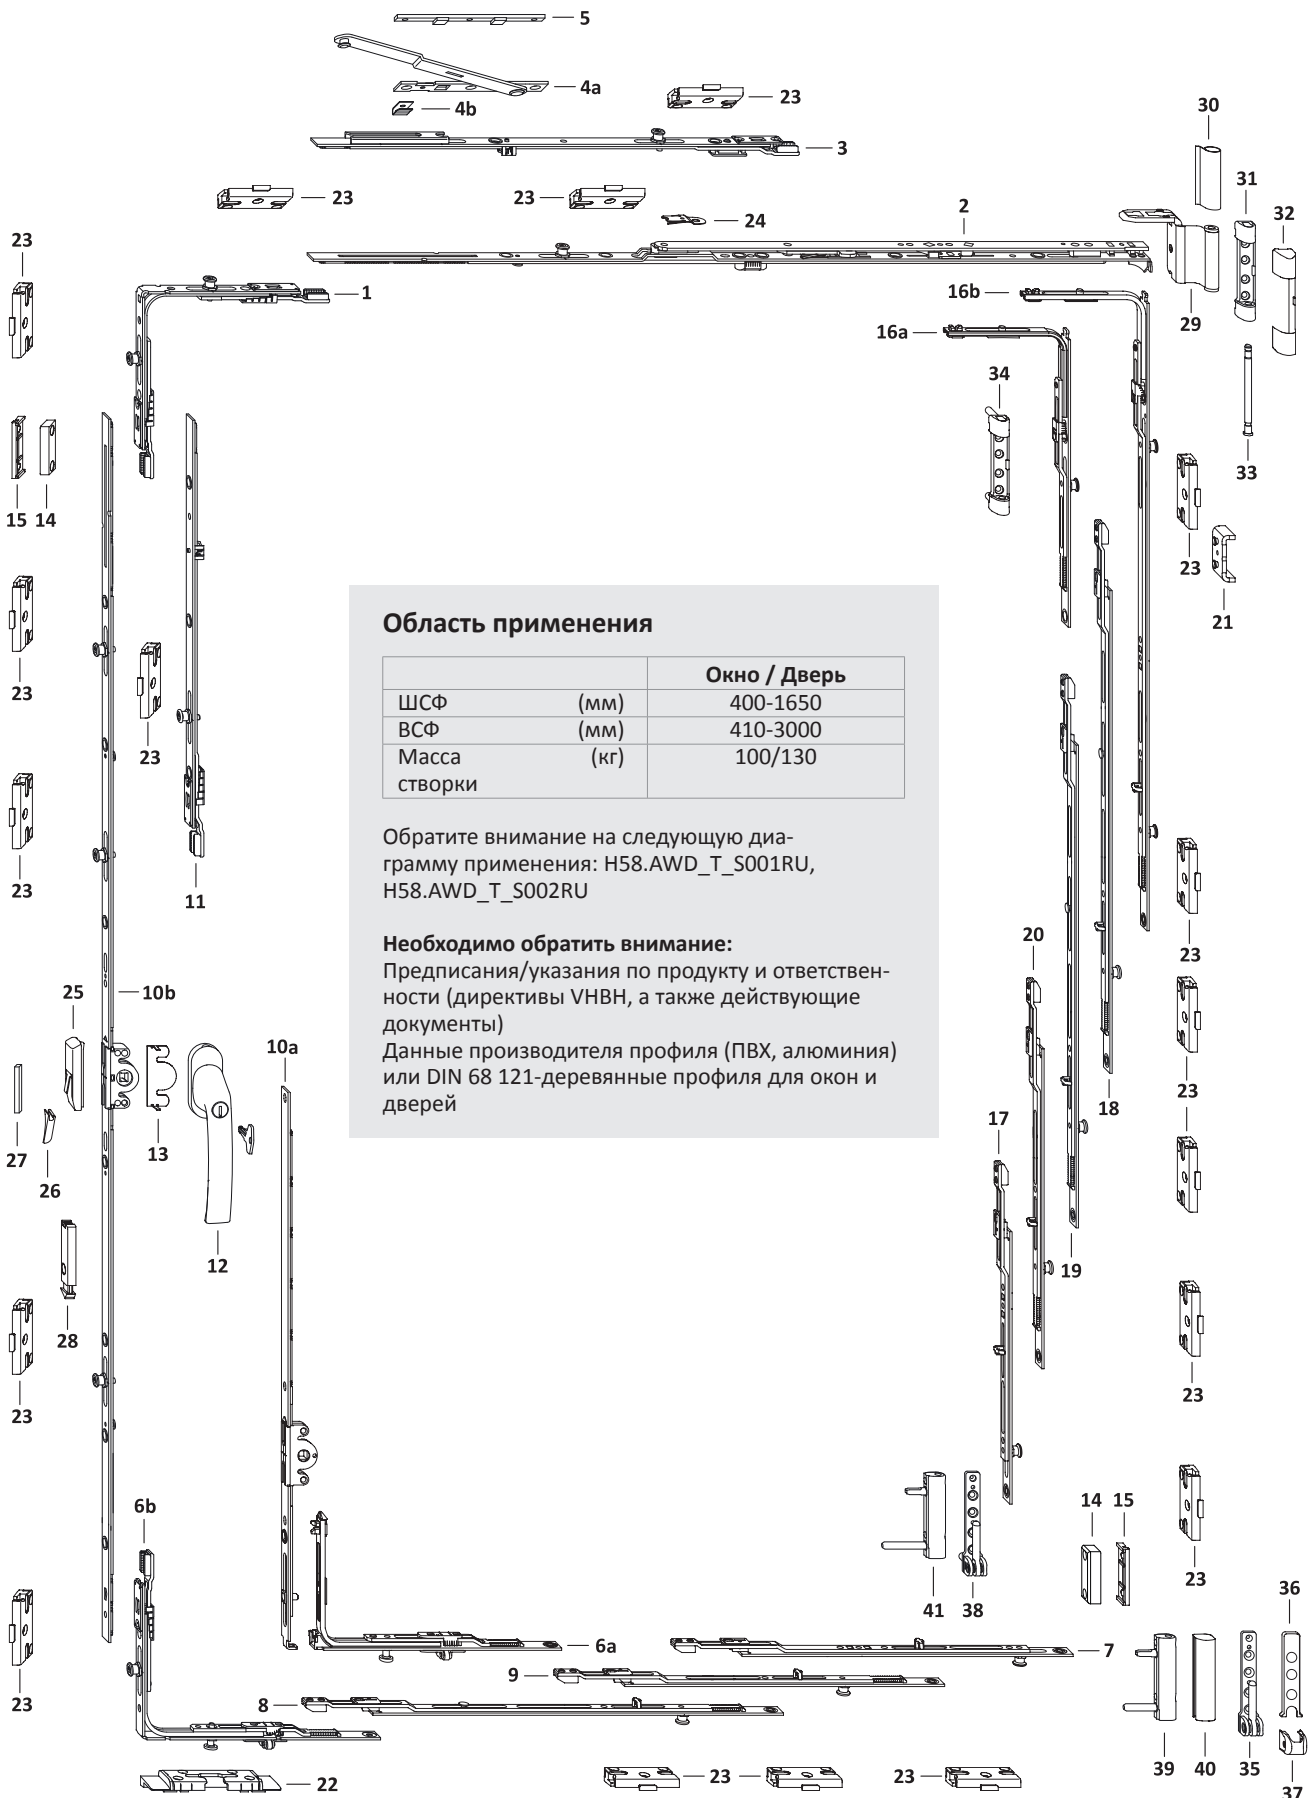 5
4a
23
4b
30
3
31
23
23
2
32
24
23
1
16b
29
16a
34
33
15 14
23
21
23
23
Область применения
Окно / Дверь
ШСФ (мм) 400-1650
ВСФ (мм) 410-3000
Масса (кг) 100/130
створки
Обратите внимание на следующую диа-
грамму применения: H58.AWD_T_S001RU,
H58.AWD_T_S002RU
Необходимо обратить внимание:
Предписания/указания по продукту и ответствен-
ности (директивы VHBH, а также действующие
документы)
Данные производителя профиля (ПВХ, алюминия)
или DIN 68 121-деревянные профиля для окон и
дверей
23
11
20
23
25
10b
10a
23
18
17
13
27
26
12
19
28
23
23
6b
14 15
23
41 38
36
6a
7
9
23
8
39 40 35
22
23
23
37